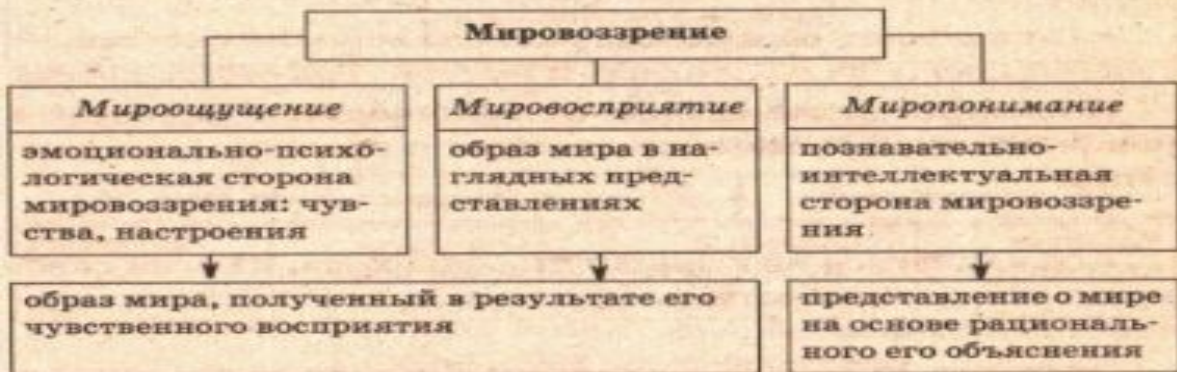 Мировоззрение
Мироощущение
эмоционально-психо-
логическая сторона
мировоззрения: чув-
ства, настроения
Мировосприятие
образ мира в на-
глядных пред-
ставлениях
Миропонимание
познавательно-
интеллектуальная
сторона мировоззре-
ния
образ мира, полученный в результате его
чувственного восприятия
представление о мире
на основе рациональ-
ного его объяснения